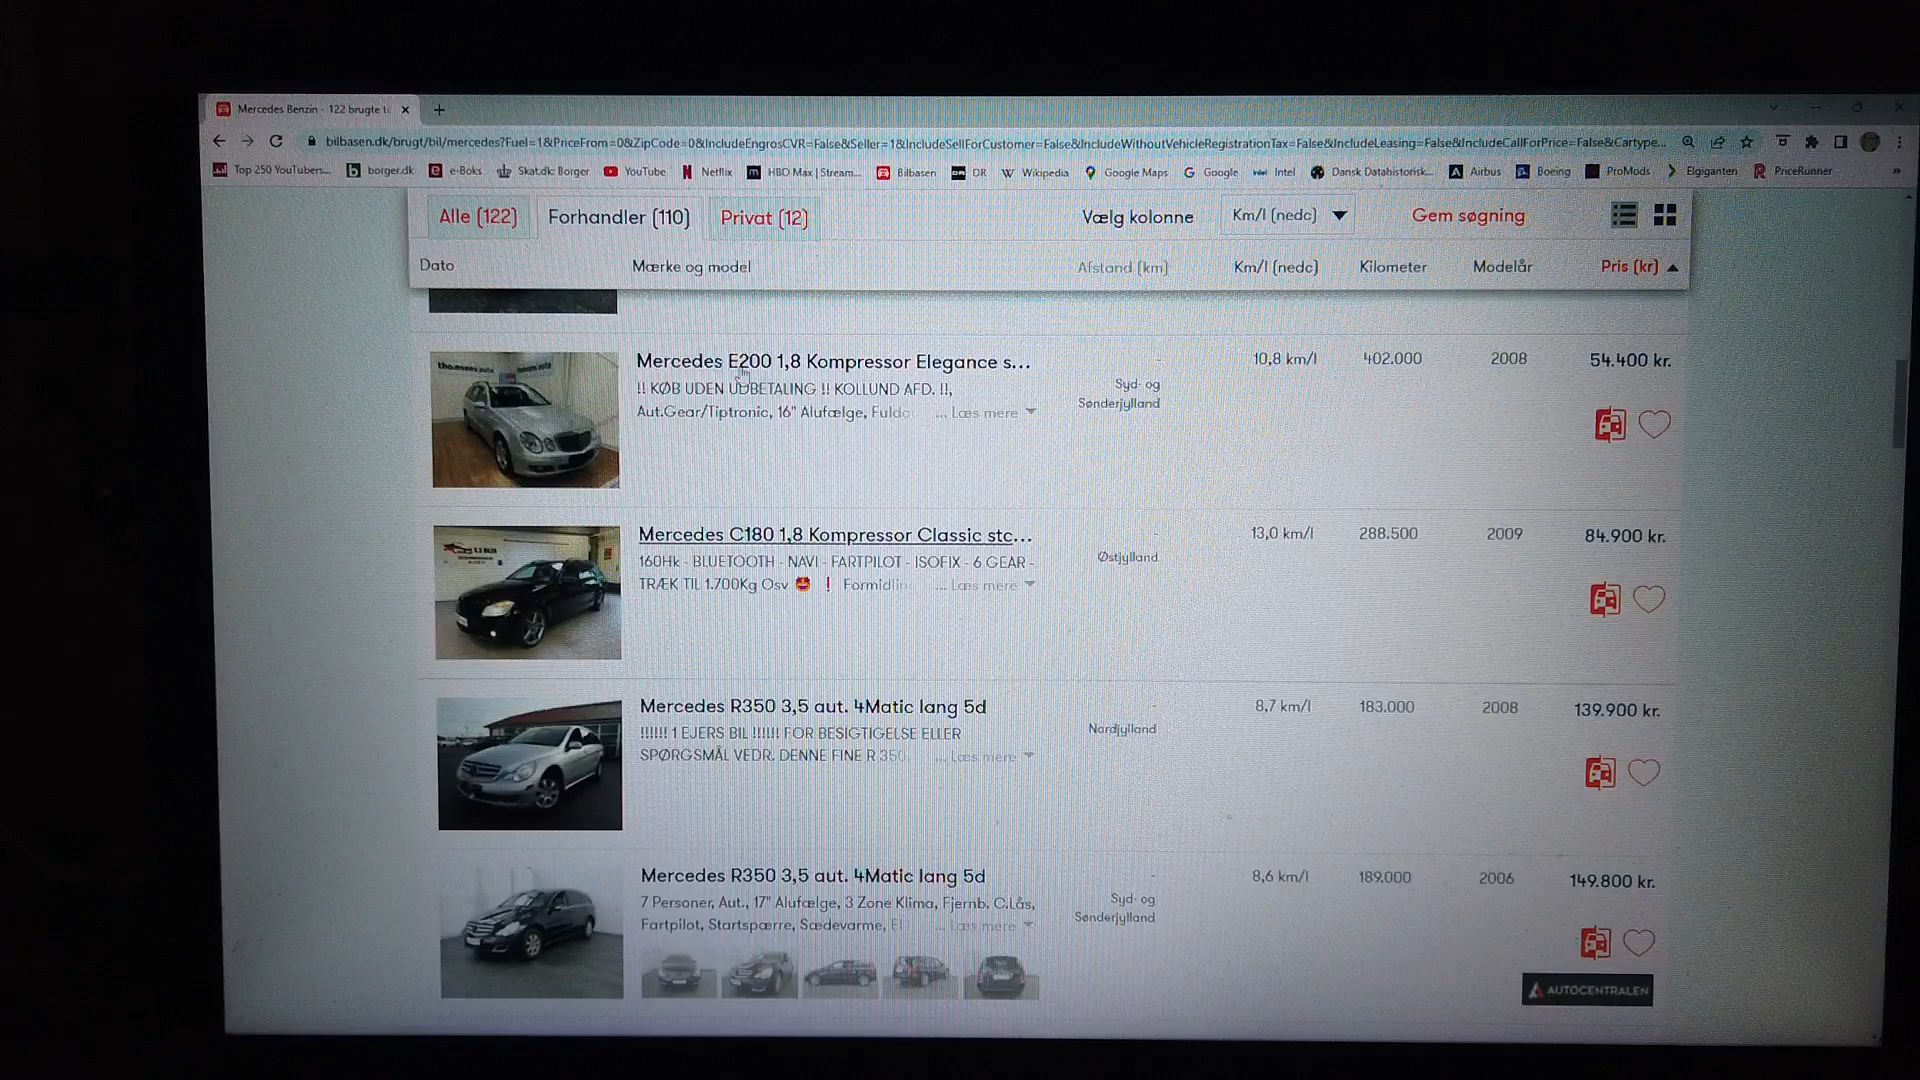 Mercedes Benzin - 122 brugte
bilbasen.dk/brugt/bil/mercedes?Fuel=1&PriceFrom=0&ZipCode=0&IncludeEngrosCVR=False&Seller=1&IncludeSellForCustomer=False&IncludeWithoutVehicleRegistrationTax=False&IncludeLeasing=False&IncludeCallForPrice=False&Cartype...
Top 250 YouTubers... borger.dk e-Boks Skat.dk: Borger YouTube Netflix HBO Max | Stream... Bilbasen DR Wikipedia Google Maps Google Intel Dansk Datahistorisk... Airbus Boeing ProMods Elgiganten PriceRunner
Alle (122) Forhandler (110) Privat (12) Vælg kolonne Km/l (nedc) Gem søgning
Dato Mærke og model Afstand (km) Km/l (nedc) Kilometer Modelår Pris (kr)
Mercedes E200 1,8 Kompressor Elegance s... - 10,8 km/l 402.000 2008 54.400 kr.
!! KØB UDEN UDBETALING !! KOLLUND AFD. !!, Syd- og
Aut.Gear/Tiptronic, 16" Alufælge, Fuldo ... Læs mere Sønderjylland
Mercedes C180 1,8 Kompressor Classic stc... - 13,0 km/l 288.500 2009 84.900 kr.
160Hk - BLUETOOTH - NAVI - FARTPILOT - ISOFIX - 6 GEAR - Østjylland
TRÆK TIL 1.700Kg Osv 🤩 ❗ Formidlin ... Læs mere
Mercedes R350 3,5 aut. 4Matic lang 5d - 8,7 km/l 183.000 2008 139.900 kr.
!!!!!! 1 EJERS BIL !!!!!! FOR BESIGTIGELSE ELLER Nordjylland
SPØRGSMÅL VEDR. DENNE FINE R 350, ... Læs mere
Mercedes R350 3,5 aut. 4Matic lang 5d - 8,6 km/l 189.000 2006 149.800 kr.
7 Personer, Aut., 17" Alufælge, 3 Zone Klima, Fjernb. C.Lås, Syd- og
Fartpilot, Startspærre, Sædevarme, El ... Læs mere Sønderjylland
AUTOCENTRALEN